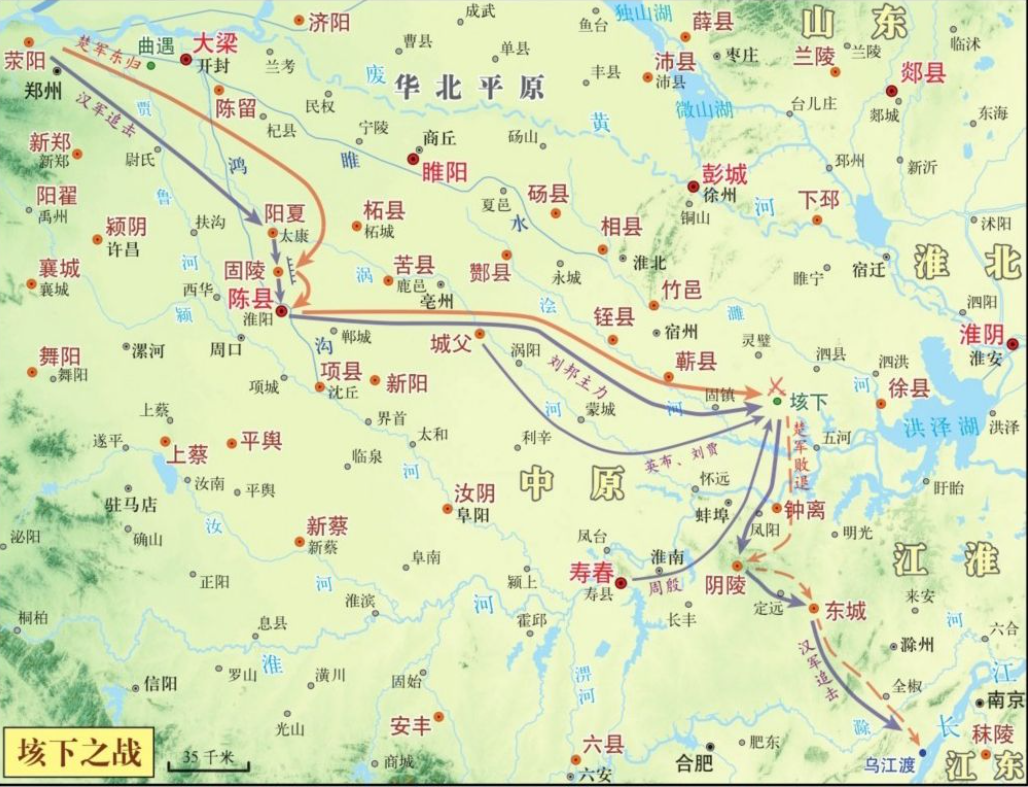 济阳
成武
独山湖
鱼台
薛县
山东
临沭
荥阳
楚军东归
曲遇
大梁
开封
兰考
曹县
单县
丰县
沛县
沛县
枣庄
兰陵
兰陵
郯县
郑州
汉军追击
贾
陈留
民权
废
华北平原
微山湖
台儿庄
郯城
东海
新郑
新郑
尉氏
杞县
宁陵
商丘
砀山
黄
鸿
睢
睢阳
彭城
徐州
邳州
新沂
阳翟
禹州
鲁
夏邑
砀县
铜山
河
下邳
沭阳
颍阴
许昌
扶沟
阳夏
太康
柘县
柘城
水
相县
淮北
襄城
襄城
河
固陵
涡
苦县
鹿邑
酂县
永城
竹邑
睢宁
宿迁
淮北
泗阳
西华
颍
陈县
淮阳
亳州
浍
铚县
宿州
濉
灵璧
淮阴
淮安
舞阳
舞阳
漯河
周口
沟
郸城
城父
涡阳
刘邦主力
蕲县
泗县
泗洪
项县
沈丘
新阳
项城
河
蒙城
河
固镇
垓下
河
徐县
洪泽湖
洪泽
上蔡
界首
遂平
上蔡
平舆
太和
利辛
英布、刘贾
楚军败退
五河
临泉
河
中原
怀远
盱眙
汝南
平舆
驻马店
汝阴
阜阳
蚌埠
钟离
凤阳
明光
泌阳
确山
汝
新蔡
新蔡
凤台
江淮
阜南
淮南
正阳
河
颍上
寿春
寿县
周殷
阴陵
定远
东城
来安
桐柏
淮滨
河
霍邱
长丰
河
六合
息县
淮
滁州
汉军追击
信阳
罗山
潢川
固始
淠河
全椒
江
南京
光山
安丰
滁
长
垓下之战
35千米
商城
六县
六安
合肥
肥东
乌江渡
秣陵
江东